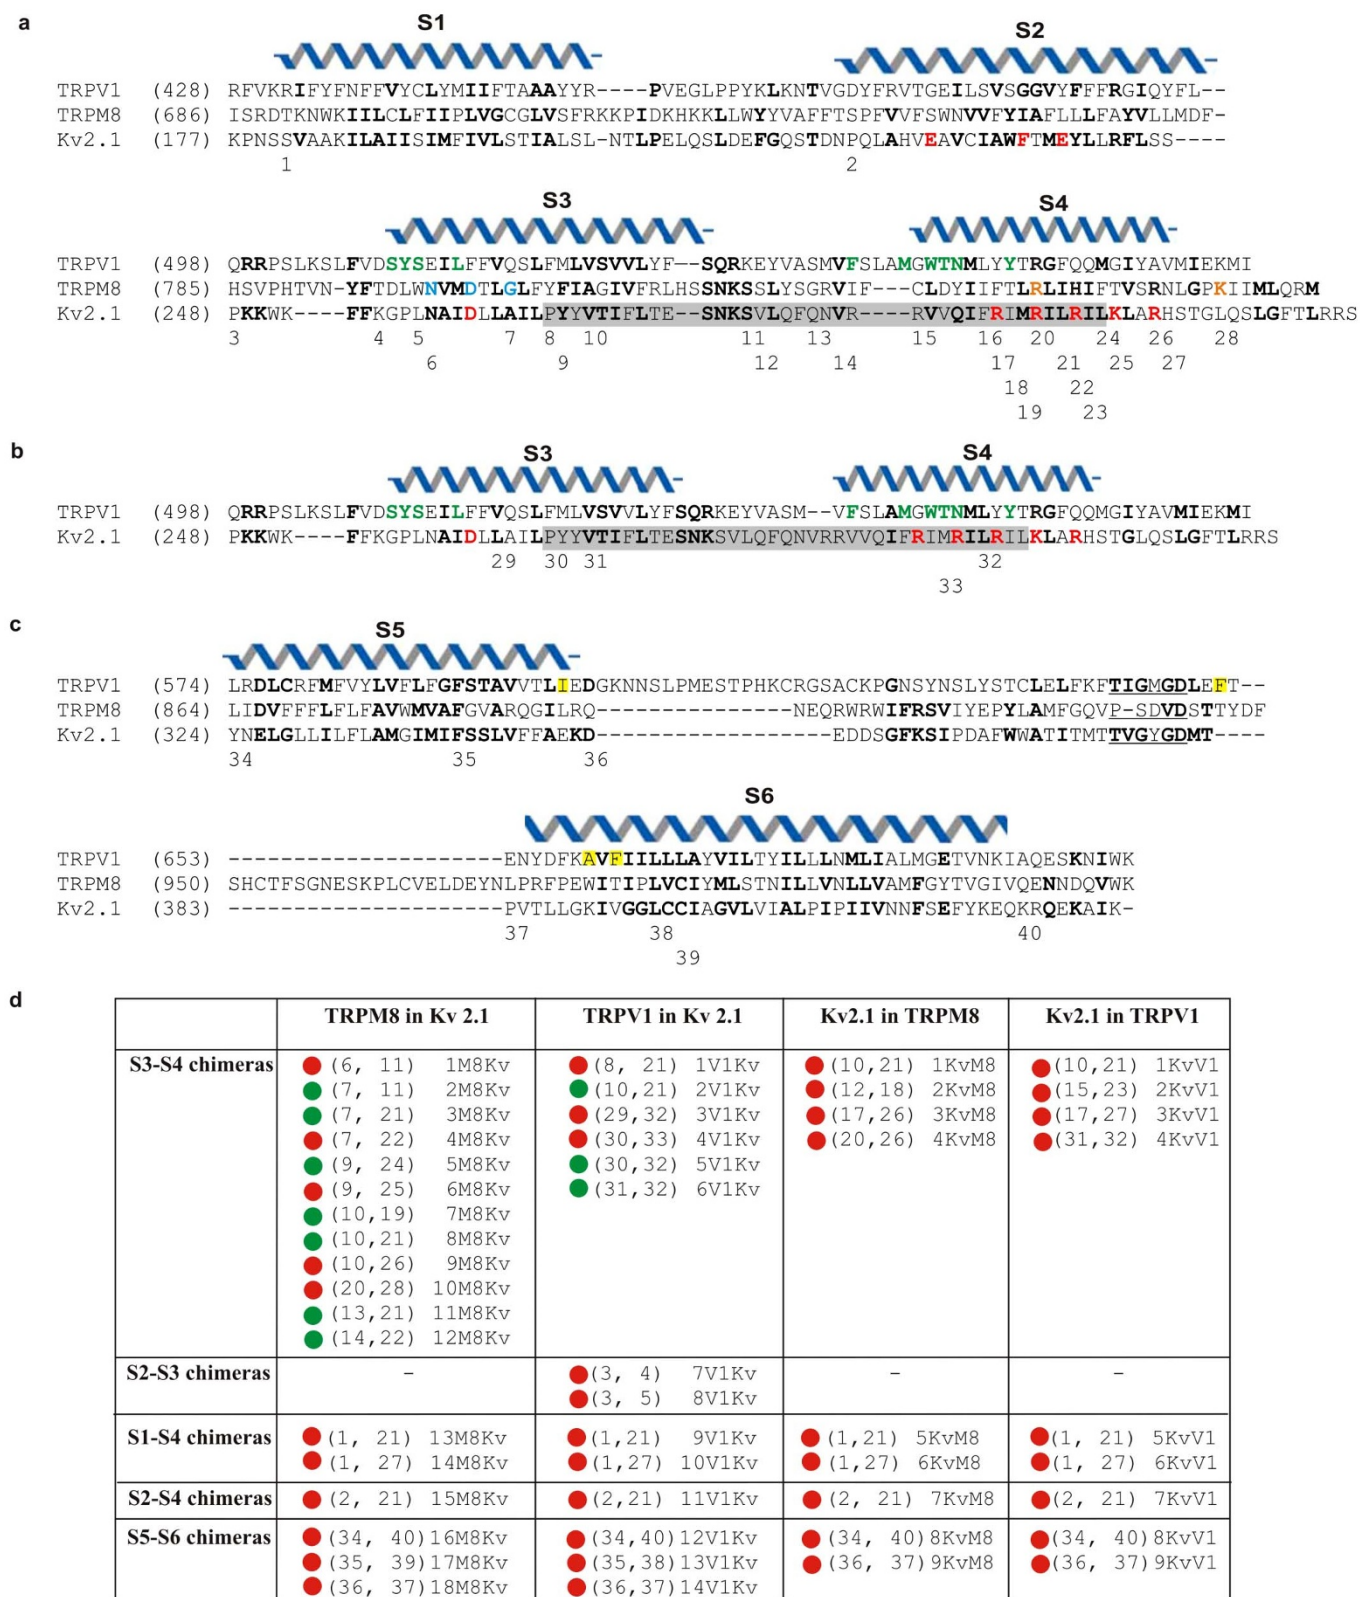 a
S1 S2
TRPV1 (428) RFVKRIFYFNFFVYCLYMIIFTAAAYYR----PVEGLPPYKLKNTVGDYFRVTGEILSVSGGVYFFFRGIQYFL--
TRPM8 (686) ISRDTKNWKIILCLFIIPLVGCGLVSFRKKPIDKHKKLLWYYVAFFTSPFVVFSWNVVFYIAFLLLFAYVLLMDF-
Kv2.1 (177) KPNSSVAAKILAIISIMFIVLSTIALSL-NTLPELQSLDEFGQSTDNPQLAHVEAVCIAWFTMEYLLRFLSS----
1 2
S3 S4
TRPV1 (498) QRRPSLKSLFVDSYSEILFFVQSLFMLVSVVLYF--SQRKEYVASMVFSLAMGWTNMLYYTRGFQQMGIYAVMIEKMI
TRPM8 (785) HSVPHTVN-YFTDLWNVMDTLGLFYFIAGIVFRLHSSNKSSLYSGRVIF---CLDYIIFTLRLIHIFTVSRNLGPKIIMLQRM
Kv2.1 (248) PKKWK----FFKGPLNAIDLLAILPYYVTIFLTE--SNKSVLQFQNVR----RVVQIFRIMRILRILKLARHSTGLQSLGFTLRRS
3 4 5 7 8 10 11 13 15 16 20 24 26 28
6 9 12 14 17 21 25 27
18 22
19 23
b
S3 S4
TRPV1 (498) QRRPSLKSLFVDSYSEILFFVQSLFMLVSVVLYFSQRKEYVASM--VFSLAMGWTNMLYYTRGFQQMGIYAVMIEKMI
Kv2.1 (248) PKKWK----FFKGPLNAIDLLAILPYYVTIFLTESNKSVLQFQNVRRVVQIFRIMRILRILKLARHSTGLQSLGFTLRRS
29 30 31 32
33
c
S5
TRPV1 (574) LRDLCRFMFVYLVFLFGFSTAVVTLIEDGKNNSLPMESTPHKCRGSACKPGNSYNSLYSTCLELFKFTIGMGDLEFT--
TRPM8 (864) LIDVFFFLFLFAVWMVAFGVARQGILRQ---------------NEQRWRWIFRSVIYEPYLAMFGQVP-SDVDSTTYDF
Kv2.1 (324) YNELGLLILFLAMGIMIFSSLVFFAEKD------------------EDDSGFKSIPDAFWWATITMTTVGYGDMT----
34 35 36
S6
TRPV1 (653) ---------------------ENYDFKAVFIILLLAYVILTYILLLNMLIALMGETVNKIAQESKNIWK
TRPM8 (950) SHCTFSGNESKPLCVELDEYNLPRFPEWITIPLVCIYMLSTNILLVNLLVAMFGYTVGIVQENNDQVWK
Kv2.1 (383) ---------------------PVTLLGKIVGGLCCIAGVLVIALPIPIIVNNFSEFYKEQKRQEKAIK-
37 38 40
39
d
TRPM8 in Kv 2.1 TRPV1 in Kv 2.1 Kv2.1 in TRPM8 Kv2.1 in TRPV1
S3-S4 chimeras (6, 11) 1M8Kv (8, 21) 1V1Kv (10,21) 1KvM8 (10,21) 1KvV1
(7, 11) 2M8Kv (10,21) 2V1Kv (12,18) 2KvM8 (15,23) 2KvV1
(7, 21) 3M8Kv (29,32) 3V1Kv (17,26) 3KvM8 (17,27) 3KvV1
(7, 22) 4M8Kv (30,33) 4V1Kv (20,26) 4KvM8 (31,32) 4KvV1
(9, 24) 5M8Kv (30,32) 5V1Kv
(9, 25) 6M8Kv (31,32) 6V1Kv
(10,19) 7M8Kv
(10,21) 8M8Kv
(10,26) 9M8Kv
(20,28) 10M8Kv
(13,21) 11M8Kv
(14,22) 12M8Kv
S2-S3 chimeras - (3, 4) 7V1Kv - -
(3, 5) 8V1Kv
S1-S4 chimeras (1, 21) 13M8Kv (1,21) 9V1Kv (1,21) 5KvM8 (1, 21) 5KvV1
(1, 27) 14M8Kv (1,27) 10V1Kv (1,27) 6KvM8 (1, 27) 6KvV1
S2-S4 chimeras (2, 21) 15M8Kv (2,21) 11V1Kv (2, 21) 7KvM8 (2, 21) 7KvV1
S5-S6 chimeras (34, 40)16M8Kv (34,40)12V1Kv (34, 40)8KvM8 (34, 40)8KvV1
(35, 39)17M8Kv (35,38)13V1Kv (36, 37)9KvM8 (36, 37)9KvV1
(36, 37)18M8Kv (36,37)14V1Kv